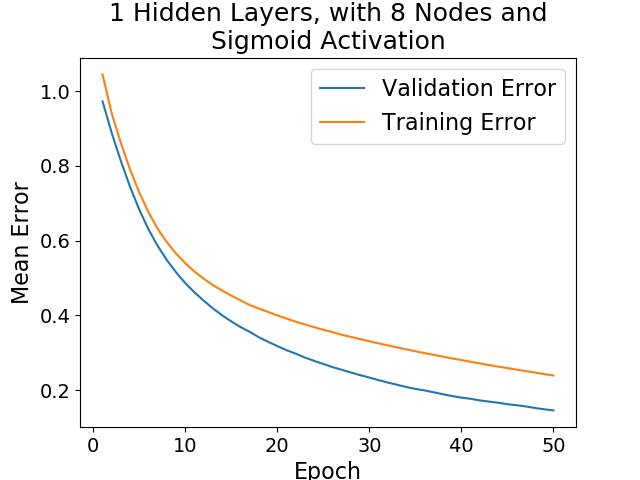 1 Hidden Layers, with 8 Nodes and
Sigmoid Activation
Validation Error
Training Error
Mean Error
1.0
0.8
0.6
0.4
0.2
0 10 20 30 40 50
Epoch